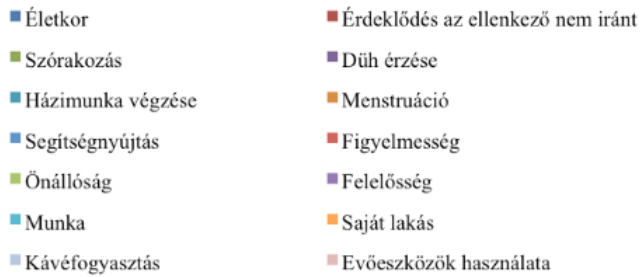 Életkor Érdeklődés az ellenkező nem iránt
Szórakozás Düh érzése
Házimunka végzése Menstruáció
Segítségnyújtás Figyelmesség
Önállóság Felelősség
Munka Saját lakás
Kávéfogyasztás Evőeszközök használata